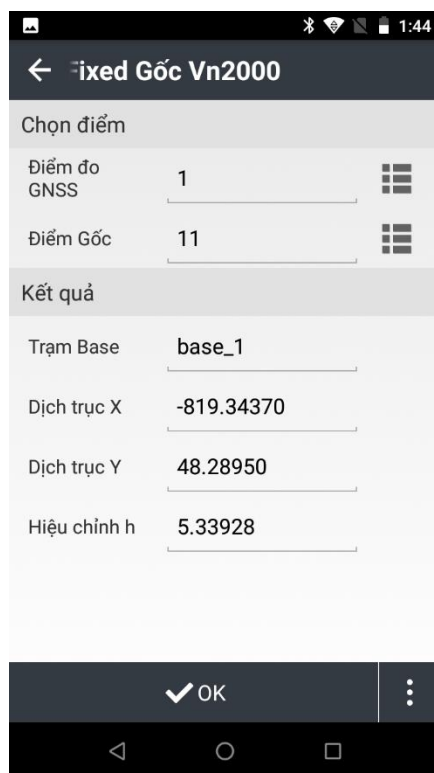 1:44
ixed Gốc Vn2000
Chọn điểm
Điểm đo
GNSS
1
Điểm Gốc
11
Kết quả
Trạm Base
base_1
Dịch trục X
-819.34370
Dịch trục Y
48.28950
Hiệu chỉnh h
5.33928
OK